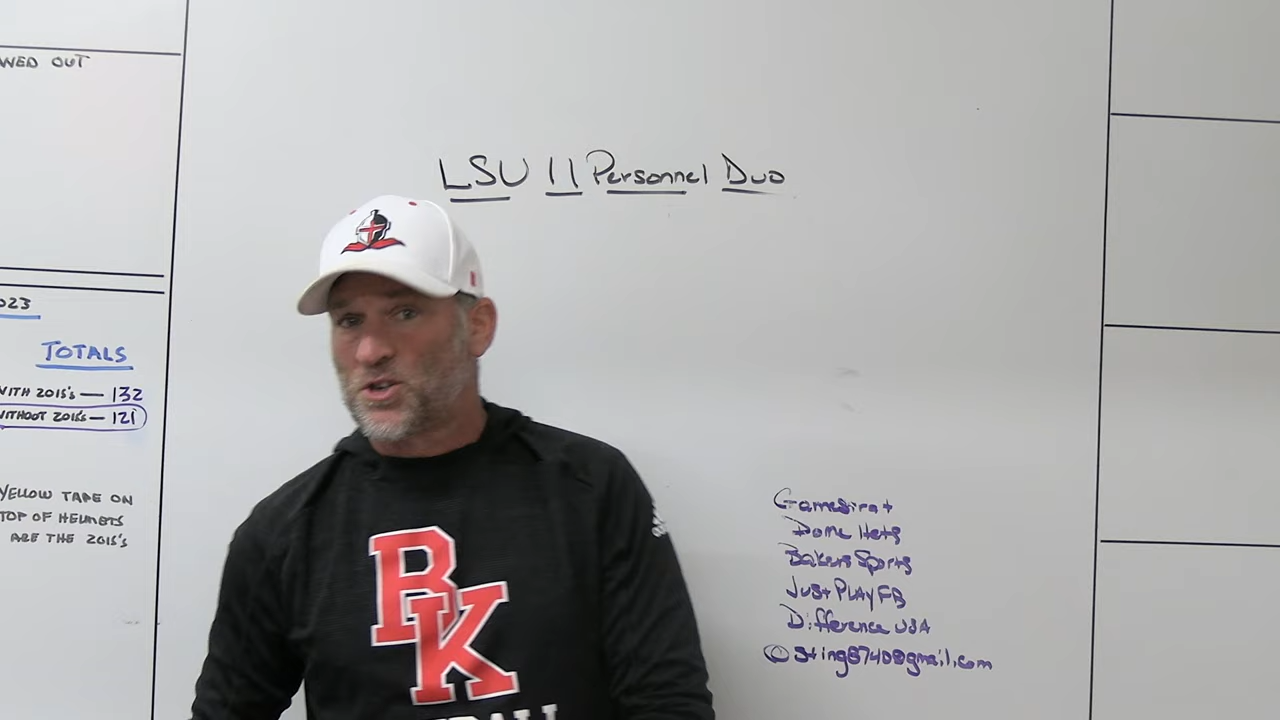 WED OUT
LSU 11 Personnel Duo
023
TOTALS
WITH 2015's — 132
WITHOUT 2015's — 121
YELLOW TAPE ON
TOP OF HELMETS
ARE THE 2015's
Gamestrat
Dome Hats
Bakers Sports
Just Play FB
Difference USA
BK